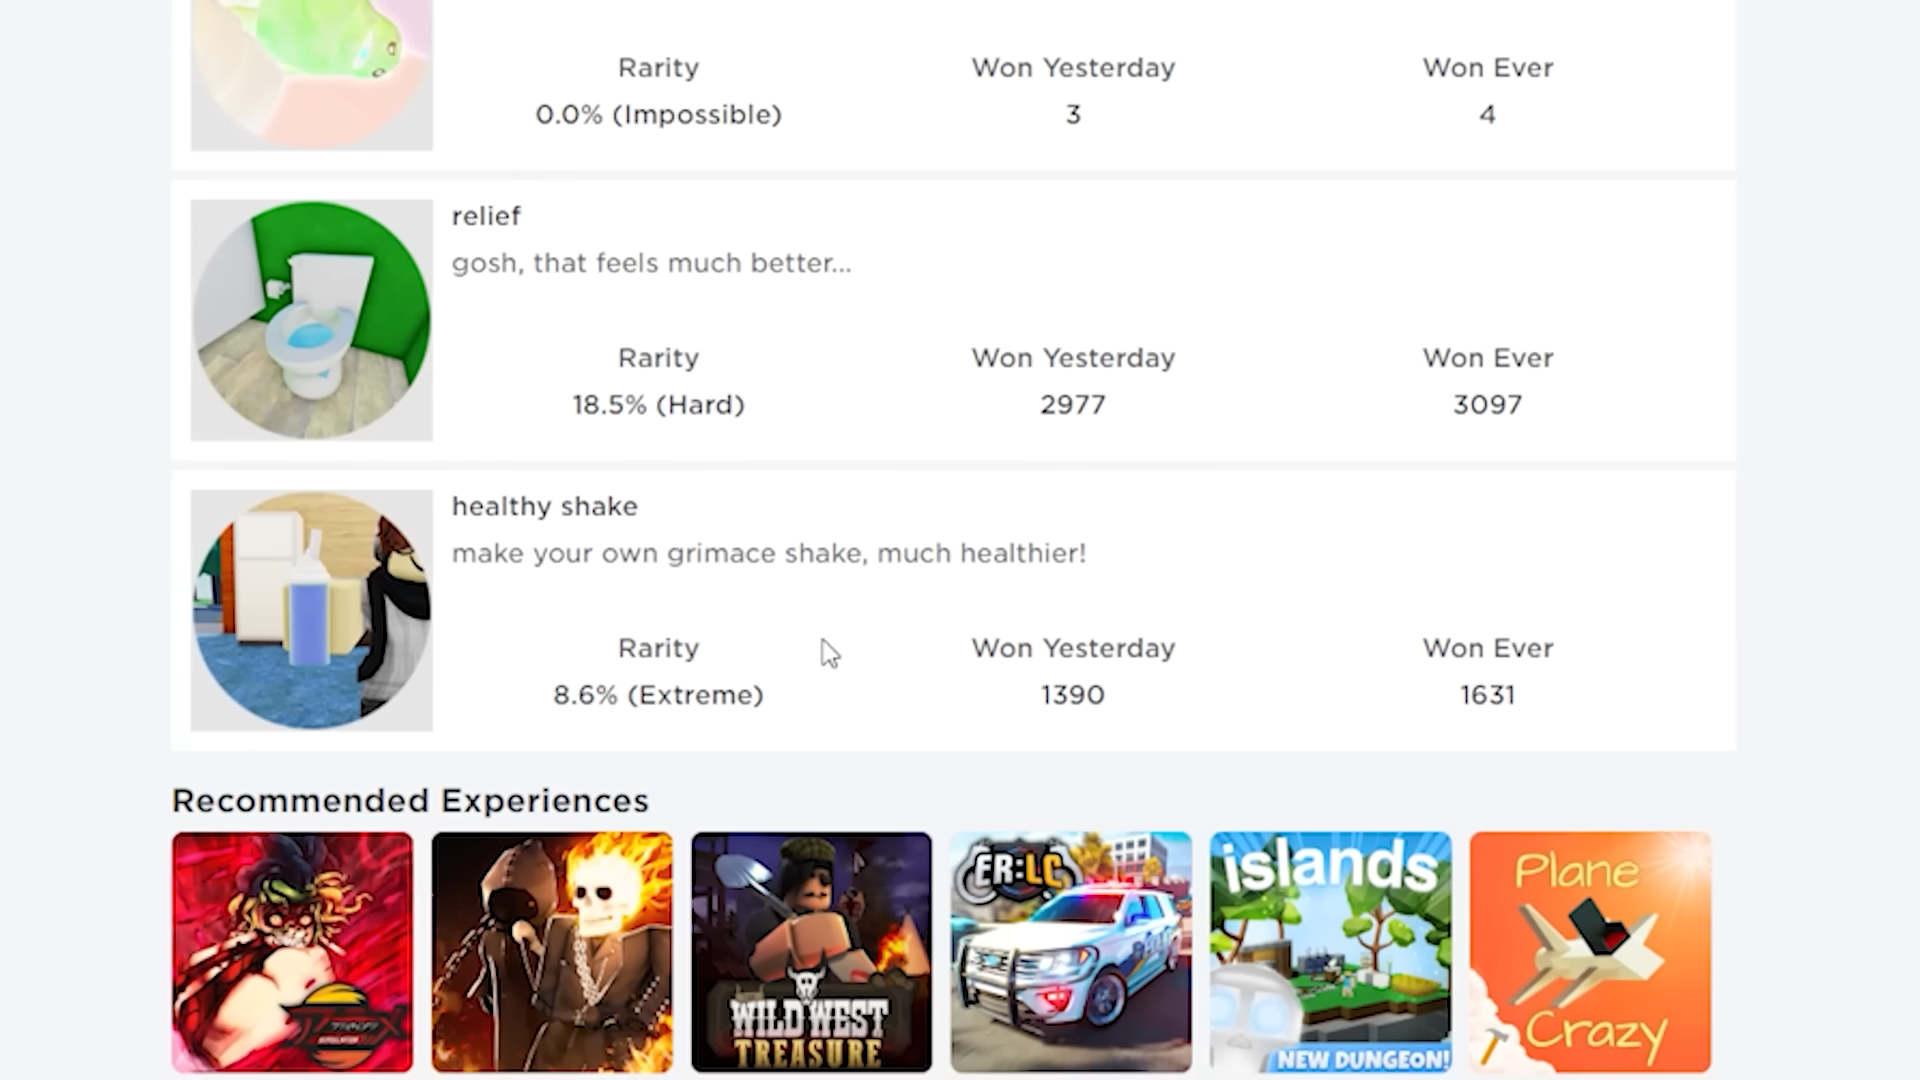 Rarity Won Yesterday Won Ever
0.0% (Impossible) 3 4
relief
gosh, that feels much better...
Rarity Won Yesterday Won Ever
18.5% (Hard) 2977 3097
healthy shake
make your own grimace shake, much healthier!
Rarity Won Yesterday Won Ever
8.6% (Extreme) 1390 1631
Recommended Experiences
WILD WEST
TREASURE
ER:LC
islands
NEW DUNGEON!
Plane
Crazy